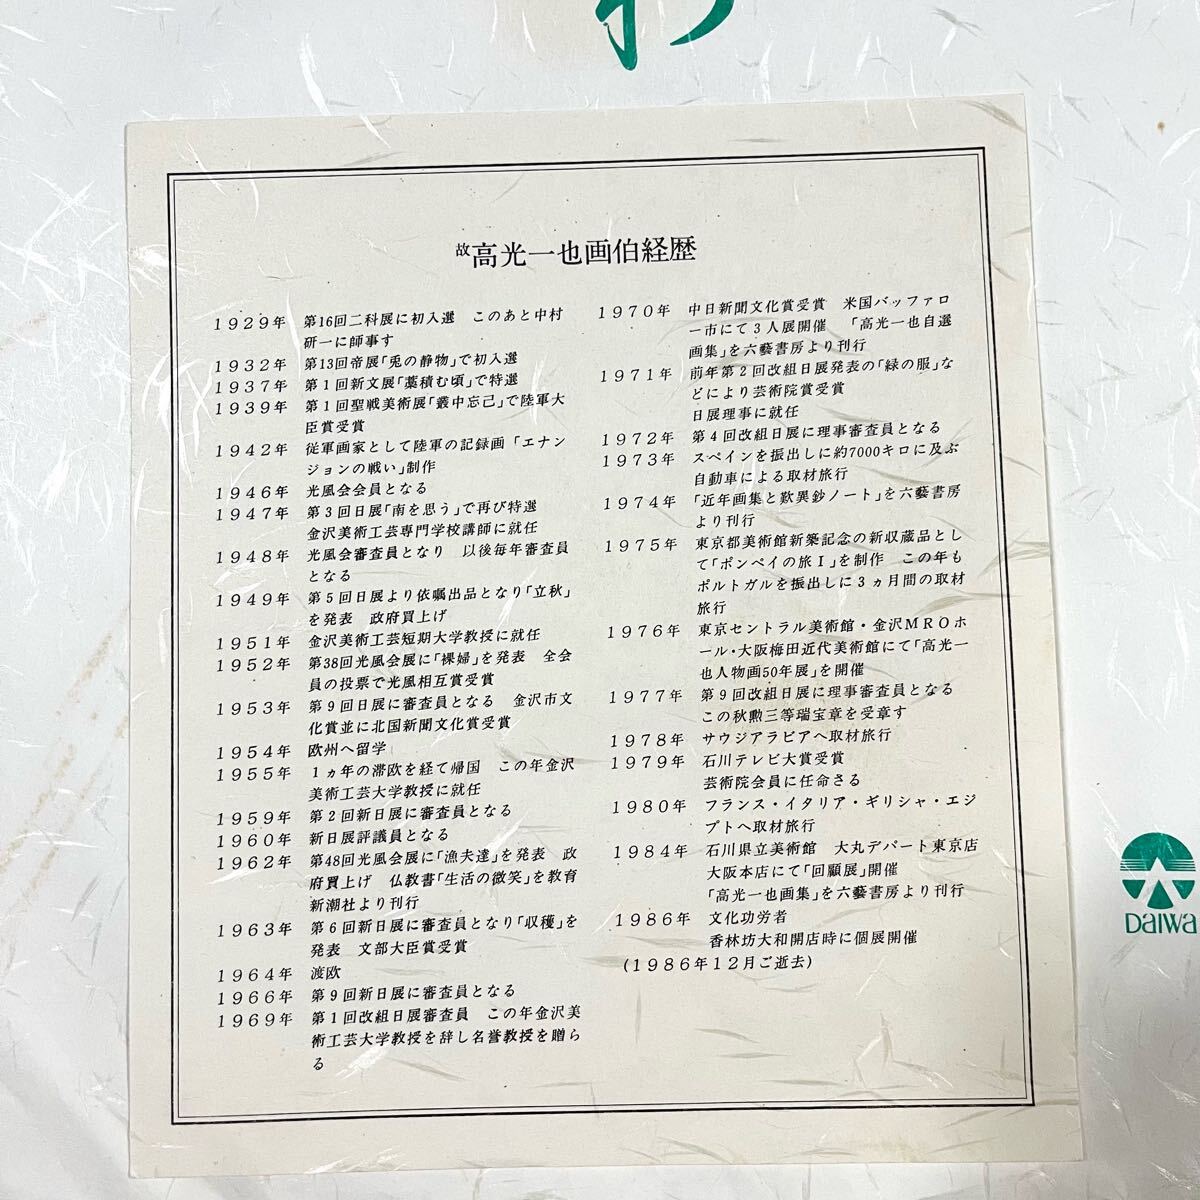 故高光一也画伯経歴
1929年 第16回二科展に初入選 このあと中村
研一に師事す
1932年 第13回帝展「兎の静物」で初入選
1937年 第1回新文展「藁積む頃」で特選
1939年 第1回聖戦美術展「叢中忘己」で陸軍大
臣賞受賞
1942年 従軍画家として陸軍の記録画「エナン
ジョンの戦い」制作
1946年 光風会会員となる
1947年 第3回日展「南を思う」で再び特選
金沢美術工芸専門学校講師に就任
1948年 光風会審査員となり 以後毎年審査員
となる
1949年 第5回日展より依嘱出品となり「立秋」
を発表 政府買上げ
1951年 金沢美術工芸短期大学教授に就任
1952年 第38回光風会展に「裸婦」を発表 全会
員の投票で光風相互賞受賞
1953年 第9回日展に審査員となる 金沢市文
化賞並に北国新聞文化賞受賞
1954年 欧州へ留学
1955年 1ヵ年の滞欧を経て帰国 この年金沢
美術工芸大学教授に就任
1959年 第2回新日展に審査員となる
1960年 新日展評議員となる
1962年 第48回光風会展に「漁夫達」を発表 政
府買上げ 仏教書「生活の微笑」を教育
新潮社より刊行
1963年 第6回新日展に審査員となり「収穫」を
発表 文部大臣賞受賞
1964年 渡欧
1966年 第9回新日展に審査員となる
1969年 第1回改組日展審査員 この年金沢美
術工芸大学教授を辞し名誉教授を贈ら
る
1970年 中日新聞文化賞受賞 米国バッファロ
ー市にて3人展開催 「高光一也自選
画集」を六藝書房より刊行
1971年 前年第2回改組日展発表の「緑の服」な
どにより芸術院賞受賞
日展理事に就任
1972年 第4回改組日展に理事審査員となる
1973年 スペインを振出しに約7000キロに及ぶ
自動車による取材旅行
1974年 「近年画集と歎異鈔ノート」を六藝書房
より刊行
1975年 東京都美術館新築記念の新収蔵品とし
て「ポンペイの旅Ⅰ」を制作 この年も
ポルトガルを振出しに3ヵ月間の取材
旅行
1976年 東京セントラル美術館・金沢MROホ
ール・大阪梅田近代美術館にて「高光一
也人物画50年展」を開催
1977年 第9回改組日展に理事審査員となる
この秋勲三等瑞宝章を受章す
1978年 サウジアラビアへ取材旅行
1979年 石川テレビ大賞受賞
芸術院会員に任命さる
1980年 フランス・イタリア・ギリシャ・エジ
プトへ取材旅行
1984年 石川県立美術館 大丸デパート東京店
大阪本店にて「回顧展」開催
「高光一也画集」を六藝書房より刊行
1986年 文化功労者
香林坊大和開店時に個展開催
(1986年12月ご逝去)
Daiwa